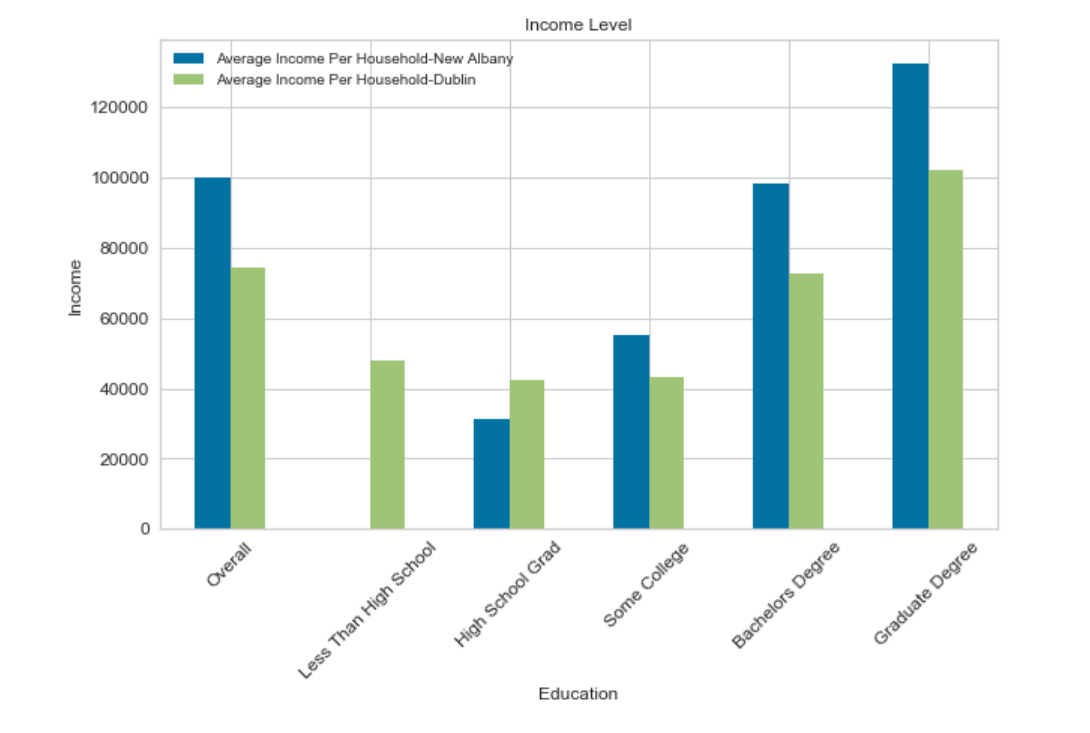 Income Level
Average Income Per Household-New Albany
Average Income Per Household-Dublin
120000
100000
80000
60000
40000
20000
0
Income
Overall
Less Than High School
High School Grad
Some College
Bachelors Degree
Graduate Degree
Education